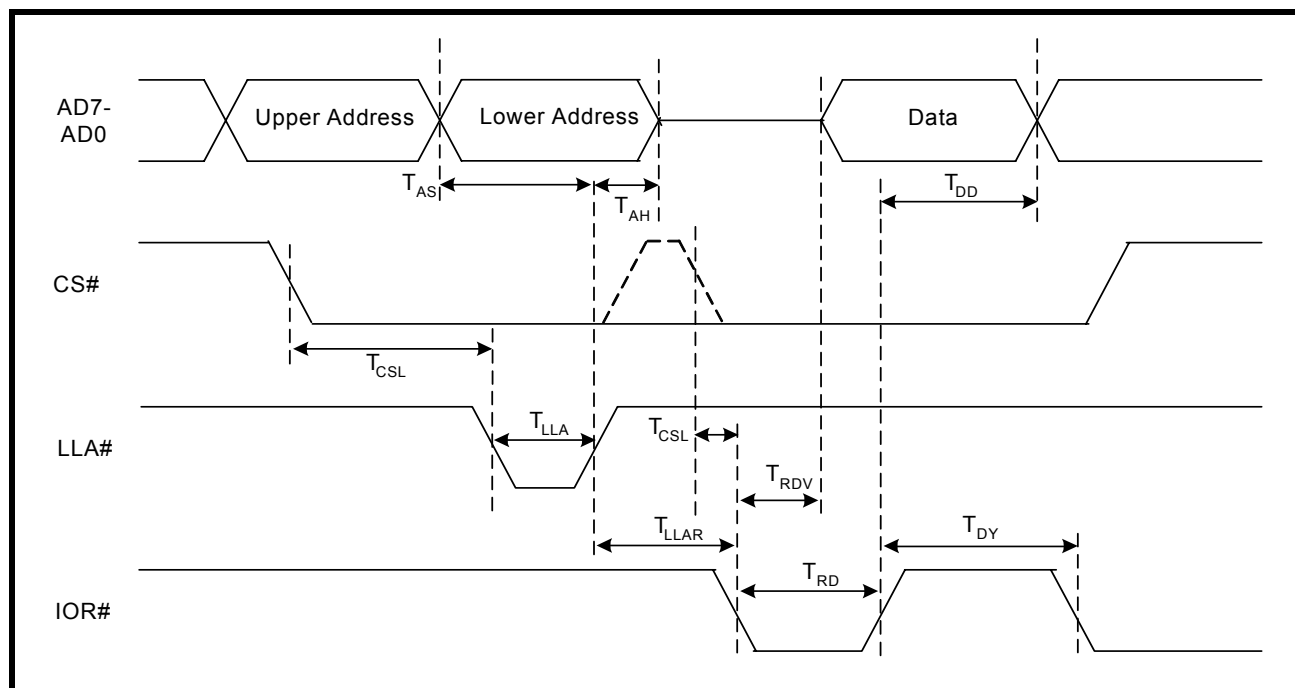 AD7-
AD0
Upper Address
Lower Address
Data
TAS
TAH
TDD
CS#
TCSL
LLA#
TLLA
TCSL
TRDV
TLLAR
TDY
TRD
IOR#